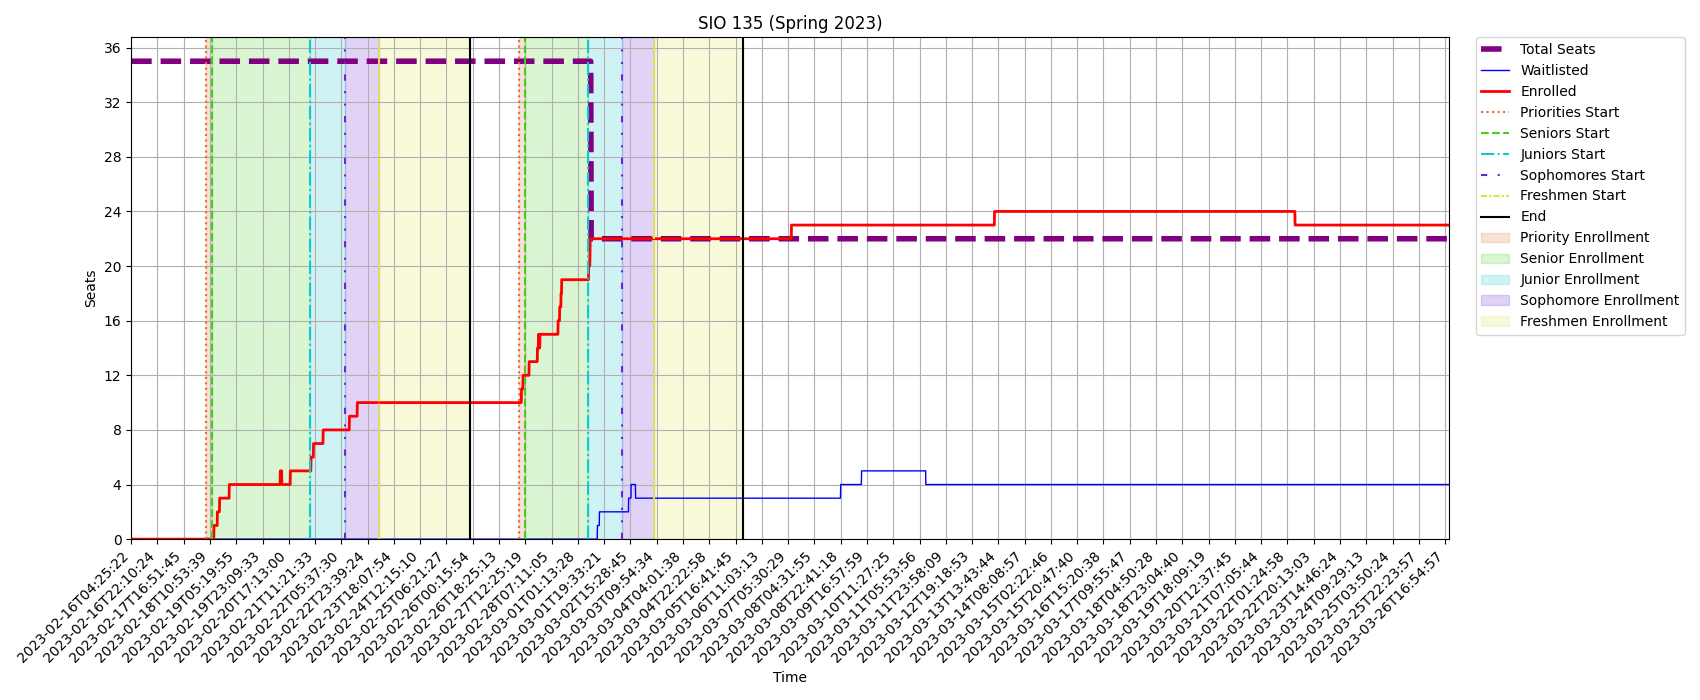 SIO 135 (Spring 2023)
Seats
36
32
28
24
20
16
12
8
4
0
2023-02-16T04:25:22
2023-02-16T22:10:24
2023-02-17T16:51:45
2023-02-18T10:53:39
2023-02-19T05:19:55
2023-02-19T23:09:33
2023-02-20T17:13:00
2023-02-21T11:21:33
2023-02-22T05:37:30
2023-02-22T23:39:24
2023-02-23T18:07:54
2023-02-24T12:15:10
2023-02-25T06:21:27
2023-02-26T00:15:54
2023-02-26T18:25:13
2023-02-27T12:25:19
2023-02-28T07:11:05
2023-03-01T01:13:28
2023-03-01T19:33:21
2023-03-02T15:28:45
2023-03-03T09:54:34
2023-03-04T04:01:38
2023-03-04T22:22:58
2023-03-05T16:41:45
2023-03-06T11:03:13
2023-03-07T05:30:29
2023-03-08T04:31:55
2023-03-08T22:41:18
2023-03-09T16:57:59
2023-03-10T11:27:25
2023-03-11T05:53:56
2023-03-11T23:58:09
2023-03-12T19:18:53
2023-03-13T13:43:44
2023-03-14T08:08:57
2023-03-15T02:22:46
2023-03-15T20:47:40
2023-03-16T15:20:38
2023-03-17T09:55:47
2023-03-18T04:50:28
2023-03-18T23:04:40
2023-03-19T18:09:19
2023-03-20T12:37:45
2023-03-21T07:05:44
2023-03-22T01:24:58
2023-03-22T20:13:03
2023-03-23T14:46:24
2023-03-24T09:29:13
2023-03-25T03:50:24
2023-03-25T22:23:57
2023-03-26T16:54:57
Time
Total Seats
Waitlisted
Enrolled
Priorities Start
Seniors Start
Juniors Start
Sophomores Start
Freshmen Start
End
Priority Enrollment
Senior Enrollment
Junior Enrollment
Sophomore Enrollment
Freshmen Enrollment